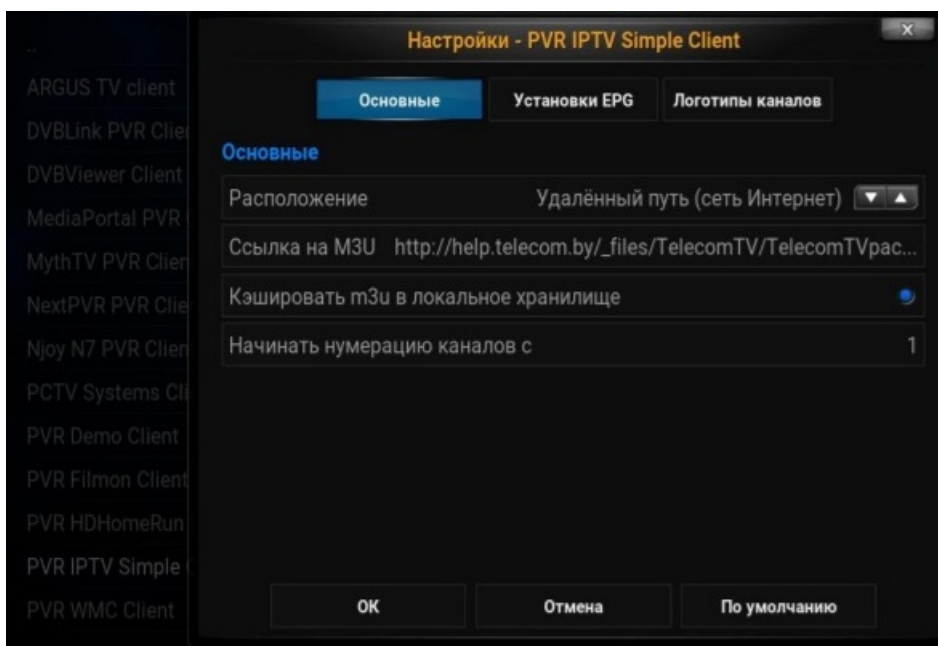 Настройки - PVR IPTV Simple Client
x
..
ARGUS TV client
DVBLink PVR Clie
DVBViewer Client
MediaPortal PVR
MythTV PVR Clien
NextPVR PVR Clie
Njoy N7 PVR Clien
PCTV Systems Cli
PVR Demo Client
PVR Filmon Client
PVR HDHomeRun
PVR IPTV Simple
PVR WMC Client
Основные
Установки EPG
Логотипы каналов
Основные
Расположение Удалённый путь (сеть Интернет)
Ссылка на M3U http://help.telecom.by/_files/TelecomTV/TelecomTVpac...
Кэшировать m3u в локальное хранилище
Начинать нумерацию каналов с 1
ОК
Отмена
По умолчанию